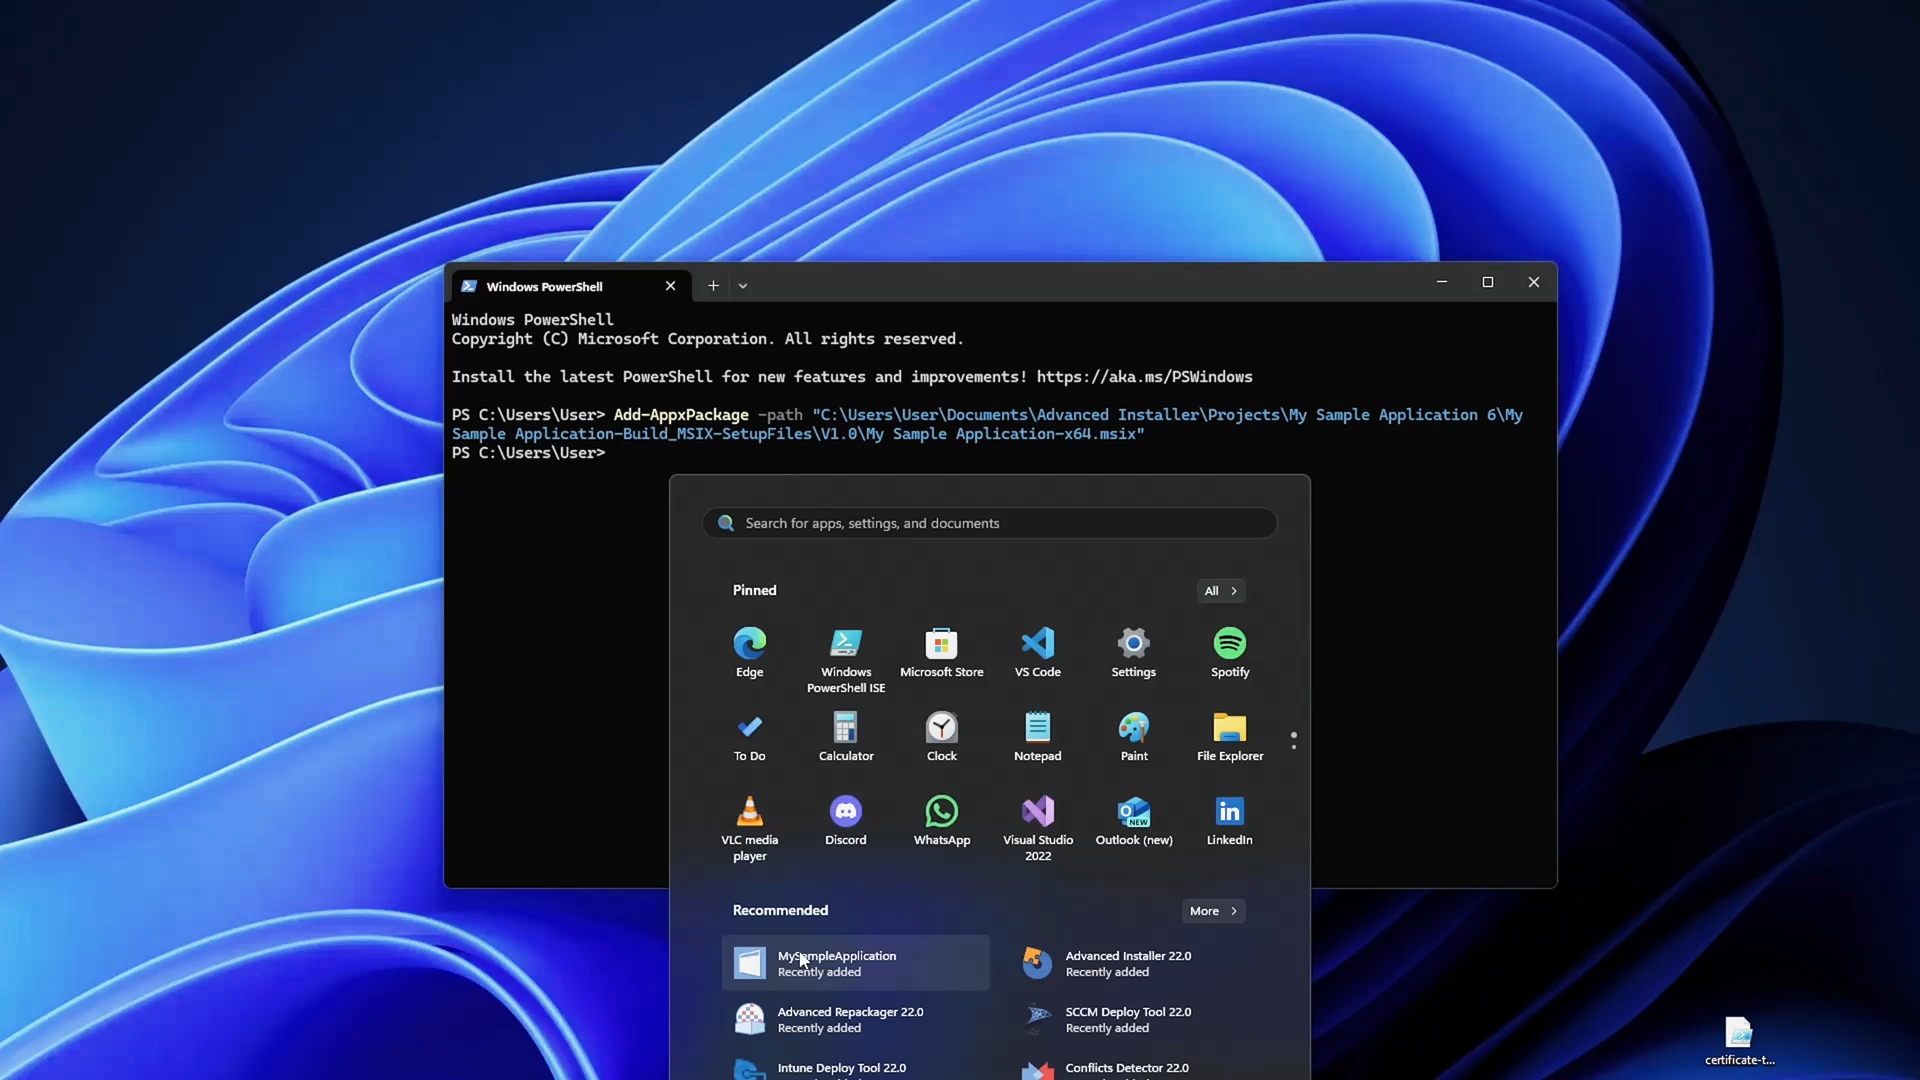 Windows PowerShell
Windows PowerShell
Copyright (C) Microsoft Corporation. All rights reserved.
Install the latest PowerShell for new features and improvements! https://aka.ms/PSWindows
PS C:\Users\User> Add-AppxPackage -path "C:\Users\User\Documents\Advanced Installer\Projects\My Sample Application 6\My
Sample Application-Build_MSIX-SetupFiles\V1.0\My Sample Application-x64.msix"
PS C:\Users\User>
Search for apps, settings, and documents
Pinned
All
Edge
Windows
PowerShell ISE
Microsoft Store
VS Code
Settings
Spotify
To Do
Calculator
Clock
Notepad
Paint
File Explorer
VLC media
player
Discord
WhatsApp
Visual Studio
2022
NEW
Outlook (new)
in
LinkedIn
Recommended
More
MySampleApplication
Recently added
Advanced Installer 22.0
Recently added
Advanced Repackager 22.0
Recently added
SCCM Deploy Tool 22.0
Recently added
Intune Deploy Tool 22.0
Conflicts Detector 22.0
certificate-t...